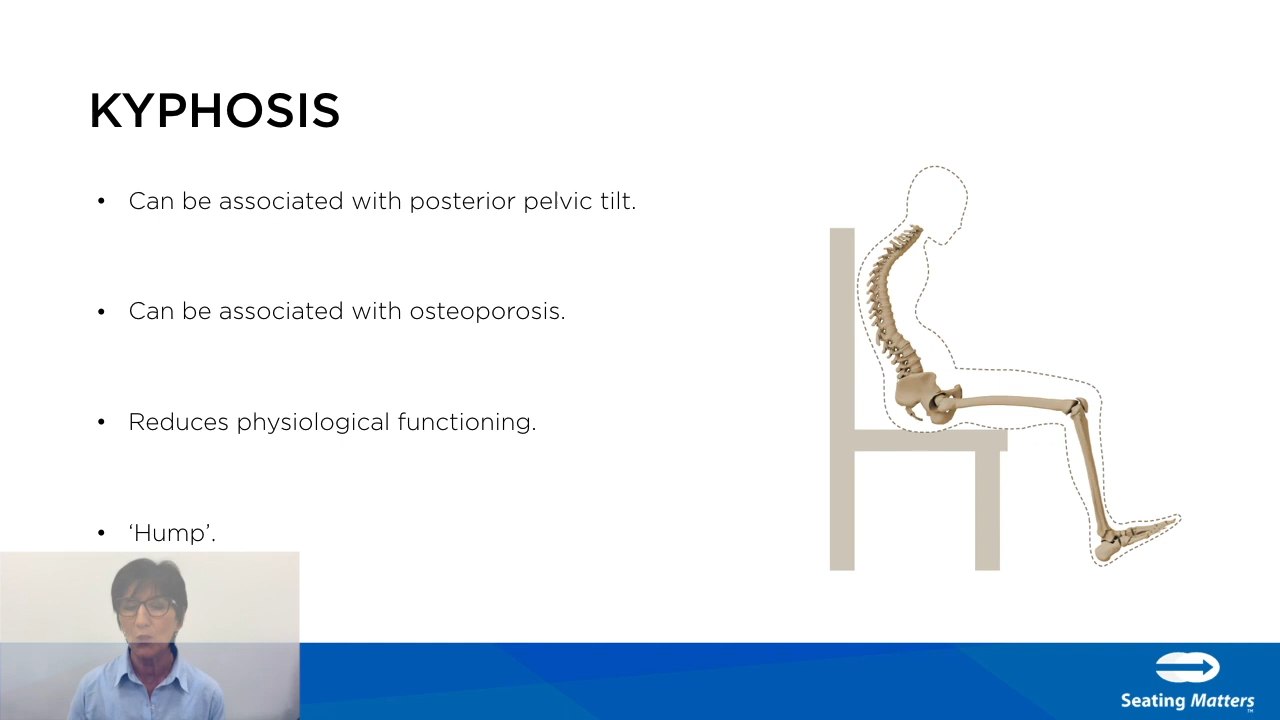 KYPHOSIS
• Can be associated with posterior pelvic tilt.
• Can be associated with osteoporosis.
• Reduces physiological functioning.
• ‘Hump’.
Seating Matters
TM